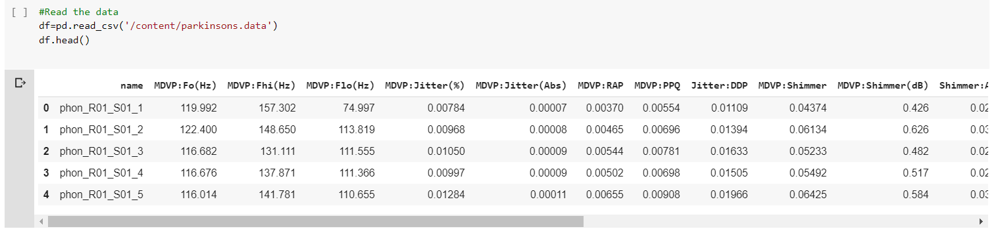 [ ] #Read the data
df=pd.read_csv('/content/parkinsons.data')
df.head()
name MDVP:Fo(Hz) MDVP:Fhi(Hz) MDVP:Flo(Hz) MDVP:Jitter(%) MDVP:Jitter(Abs) MDVP:RAP MDVP:PPQ Jitter:DDP MDVP:Shimmer MDVP:Shimmer(dB) Shimmer:A
0 phon_R01_S01_1 119.992 157.302 74.997 0.00784 0.00007 0.00370 0.00554 0.01109 0.04374 0.426 0.02
1 phon_R01_S01_2 122.400 148.650 113.819 0.00968 0.00008 0.00465 0.00696 0.01394 0.06134 0.626 0.03
2 phon_R01_S01_3 116.682 131.111 111.555 0.01050 0.00009 0.00544 0.00781 0.01633 0.05233 0.482 0.02
3 phon_R01_S01_4 116.676 137.871 111.366 0.00997 0.00009 0.00502 0.00698 0.01505 0.05492 0.517 0.02
4 phon_R01_S01_5 116.014 141.781 110.655 0.01284 0.00011 0.00655 0.00908 0.01966 0.06425 0.584 0.03